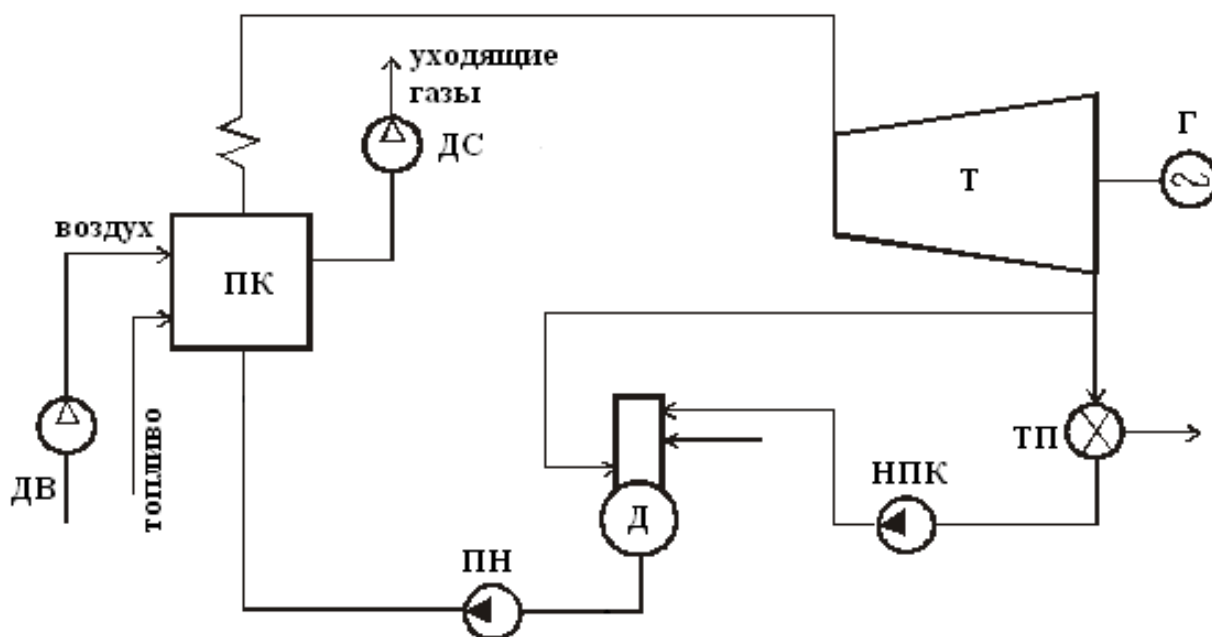 уходящие
газы
ДС
Г
Т
воздух
ПК
ДВ
топливо
ТП
НПК
Д
ПН